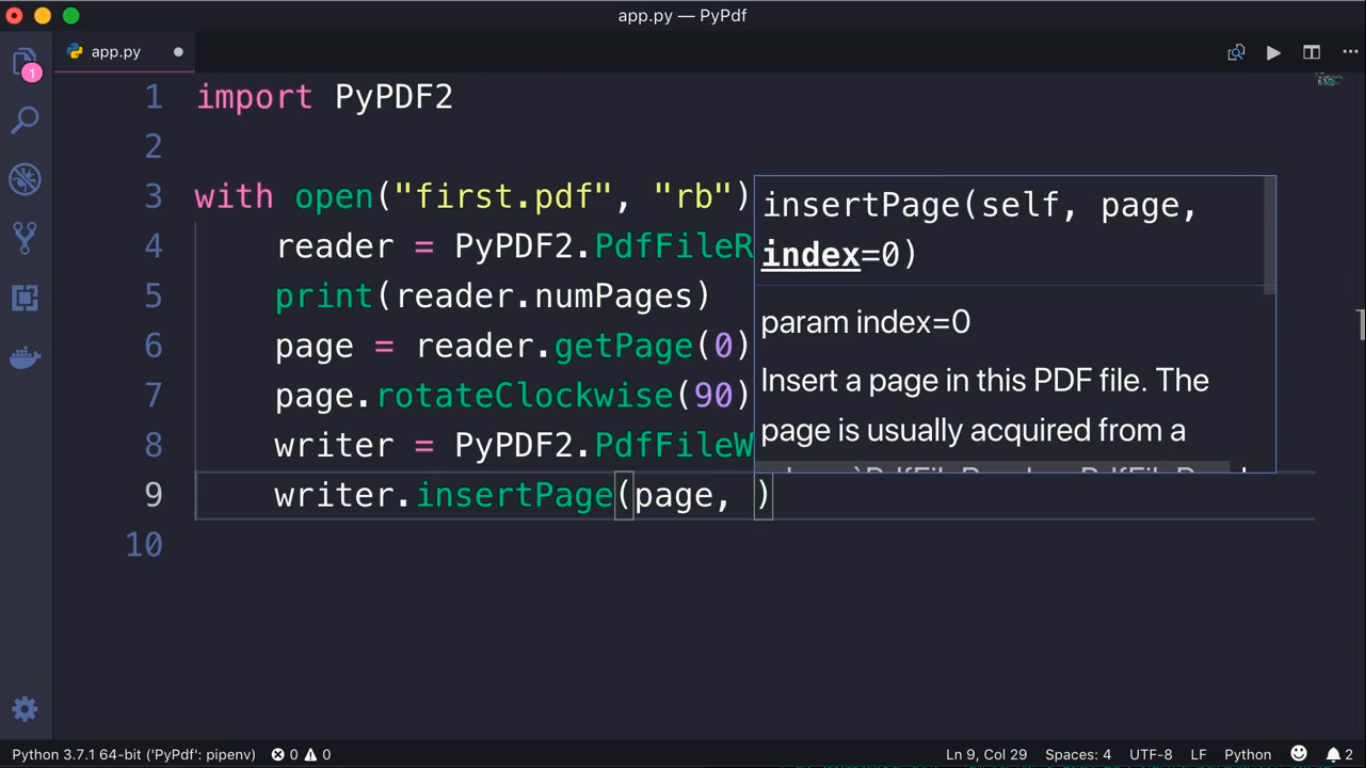 app.py — PyPdf
app.py
1
1 import PyPDF2
2
3 with open("first.pdf", "rb")
4 reader = PyPDF2.PdfFileR
5 print(reader.numPages)
6 page = reader.getPage(0)
7 page.rotateClockwise(90)
8 writer = PyPDF2.PdfFileW
9 writer.insertPage(page, )
10
insertPage(self, page,
index=0)
param index=0
Insert a page in this PDF file. The
page is usually acquired from a
Python 3.7.1 64-bit ('PyPdf': pipenv) 0 0 Ln 9, Col 29 Spaces: 4 UTF-8 LF Python 2